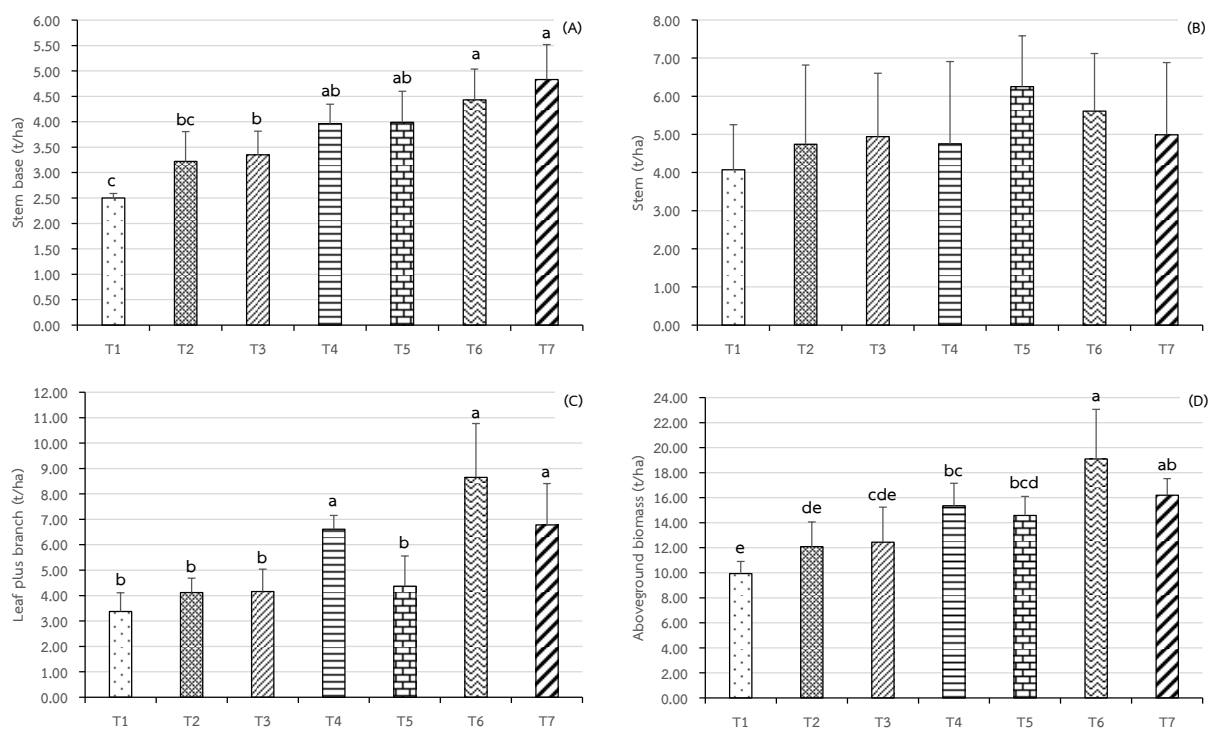 (A)
Stem base (t/ha)
6.00
5.50
5.00
4.50
4.00
3.50
3.00
2.50
2.00
1.50
1.00
0.50
0.00
c
bc
b
ab
ab
a
a
T1 T2 T3 T4 T5 T6 T7
(B)
Stem (t/ha)
8.00
7.00
6.00
5.00
4.00
3.00
2.00
1.00
0.00
T1 T2 T3 T4 T5 T6 T7
(C)
Leaf plus branch (t/ha)
12.00
11.00
10.00
9.00
8.00
7.00
6.00
5.00
4.00
3.00
2.00
1.00
0.00
b
b
b
a
b
a
a
T1 T2 T3 T4 T5 T6 T7
(D)
Aboveground biomass (t/ha)
24.00
22.00
20.00
18.00
16.00
14.00
12.00
10.00
8.00
6.00
4.00
2.00
0.00
e
de
cde
bc
bcd
a
ab
T1 T2 T3 T4 T5 T6 T7